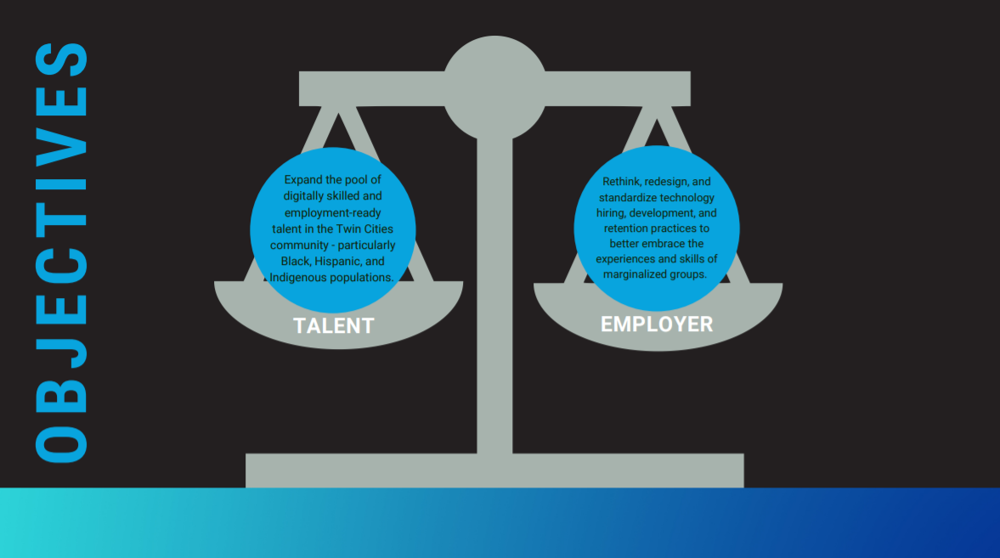 OBJECTIVES
Expand the pool of
digitally skilled and
employment-ready
talent in the Twin Cities
community - particularly
Black, Hispanic, and
Indigenous populations.
TALENT
Rethink, redesign, and
standardize technology
hiring, development, and
retention practices to
better embrace the
experiences and skills of
marginalized groups.
EMPLOYER